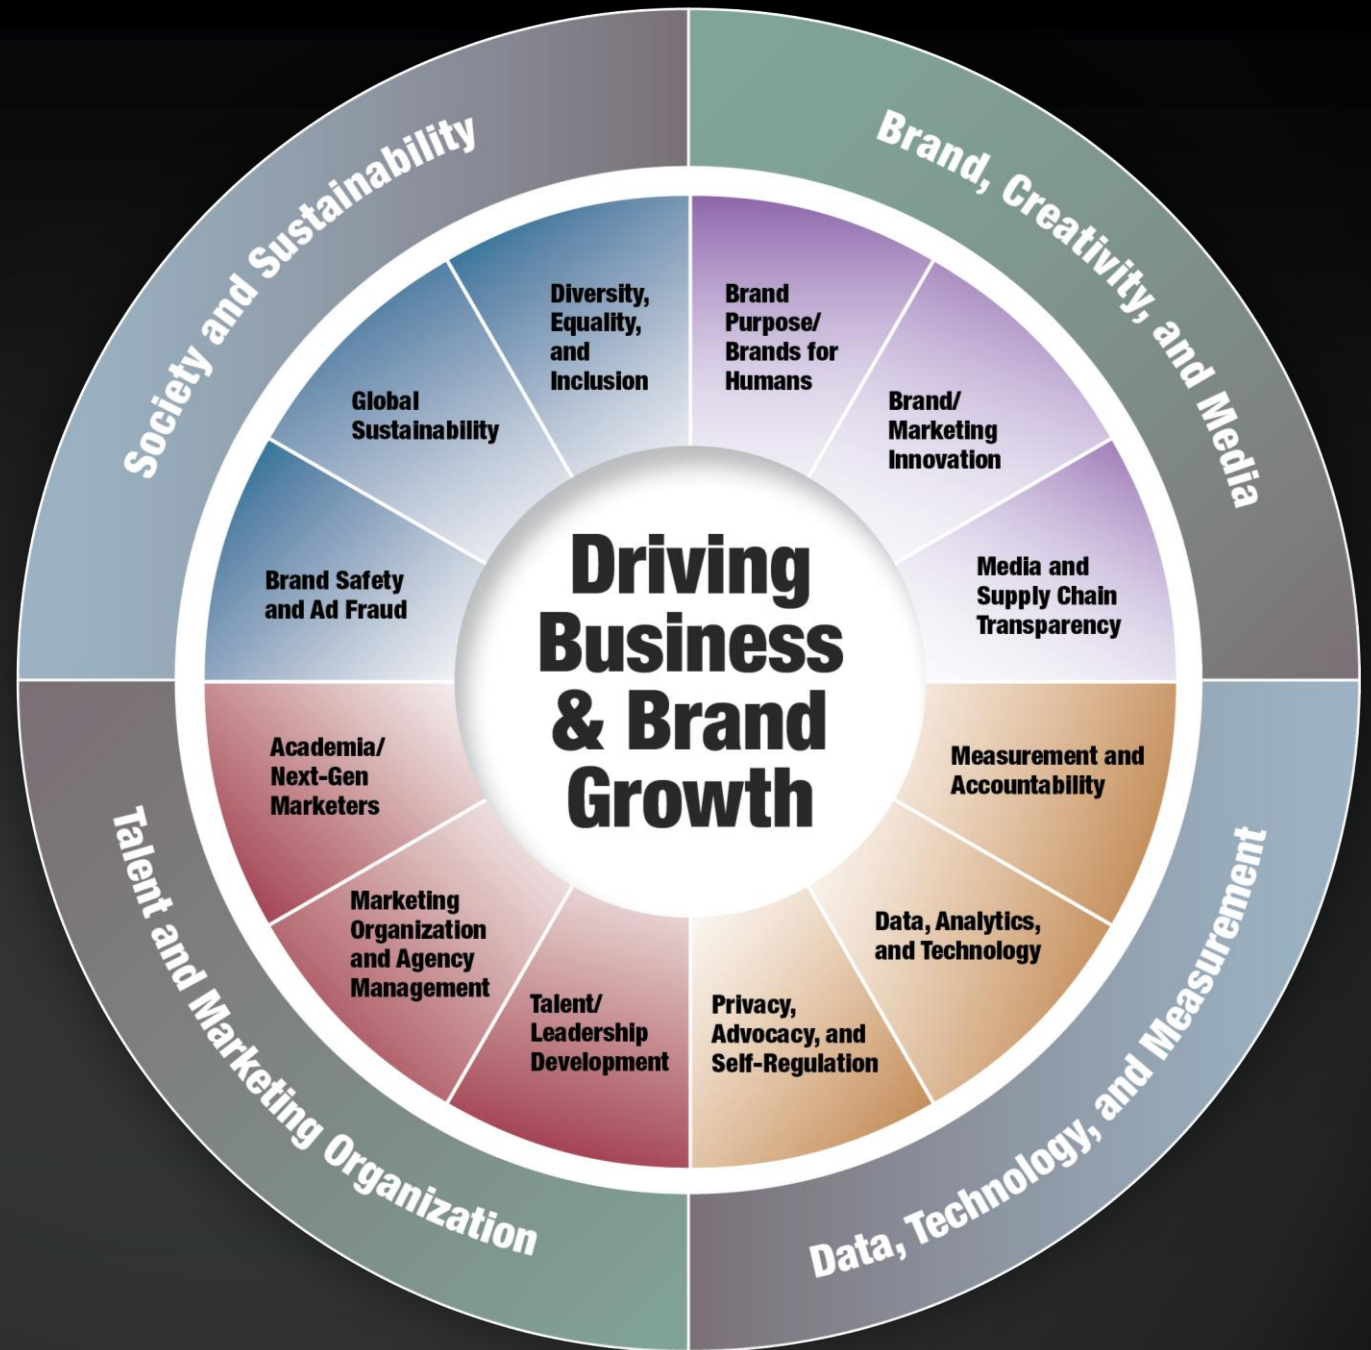 Society and Sustainability
Brand, Creativity, and Media
Diversity,
Equality,
and
Inclusion
Brand
Purpose/
Brands for
Humans
Global
Sustainability
Brand/
Marketing
Innovation
Brand Safety
and Ad Fraud
Media and
Supply Chain
Transparency
Driving
Business
& Brand
Growth
Academia/
Next-Gen
Marketers
Measurement and
Accountability
Marketing
Organization
and Agency
Management
Data, Analytics,
and Technology
Talent/
Leadership
Development
Privacy,
Advocacy, and
Self-Regulation
Talent and Marketing Organization
Data, Technology, and Measurement